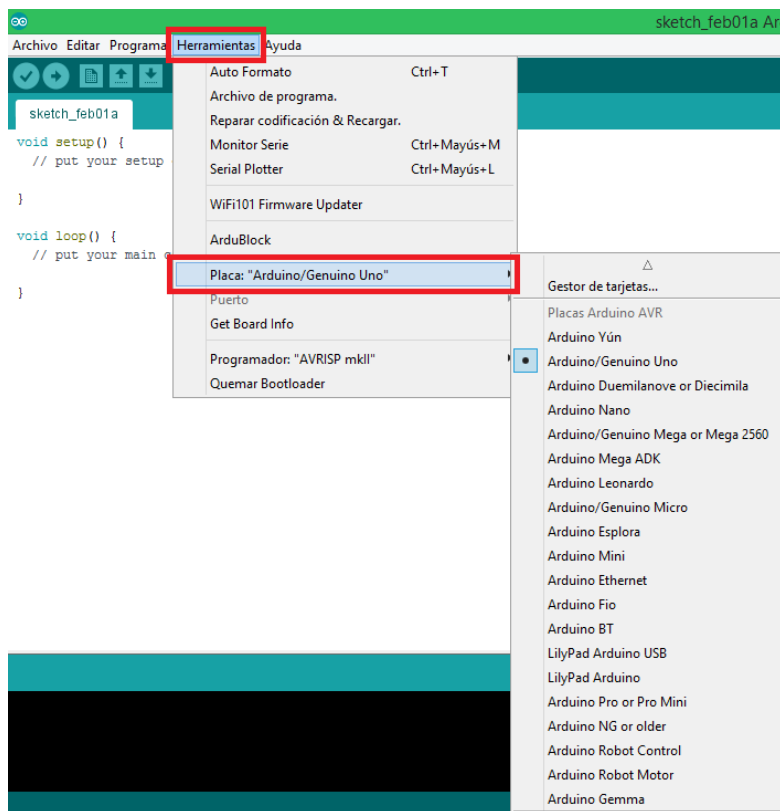 sketch_feb01a Ar
Archivo Editar Programa Herramientas Ayuda
sketch_feb01a
void setup() {
// put your setup
}
void loop() {
// put your main
}
Auto Formato Ctrl+T
Archivo de programa.
Reparar codificación & Recargar.
Monitor Serie Ctrl+Mayús+M
Serial Plotter Ctrl+Mayús+L
WiFi101 Firmware Updater
ArduBlock
Placa: "Arduino/Genuino Uno"
Puerto
Get Board Info
Programador: "AVRISP mkII"
Quemar Bootloader
Gestor de tarjetas...
Placas Arduino AVR
Arduino Yún
Arduino/Genuino Uno
Arduino Duemilanove or Diecimila
Arduino Nano
Arduino/Genuino Mega or Mega 2560
Arduino Mega ADK
Arduino Leonardo
Arduino/Genuino Micro
Arduino Esplora
Arduino Mini
Arduino Ethernet
Arduino Fio
Arduino BT
LilyPad Arduino USB
LilyPad Arduino
Arduino Pro or Pro Mini
Arduino NG or older
Arduino Robot Control
Arduino Robot Motor
Arduino Gemma